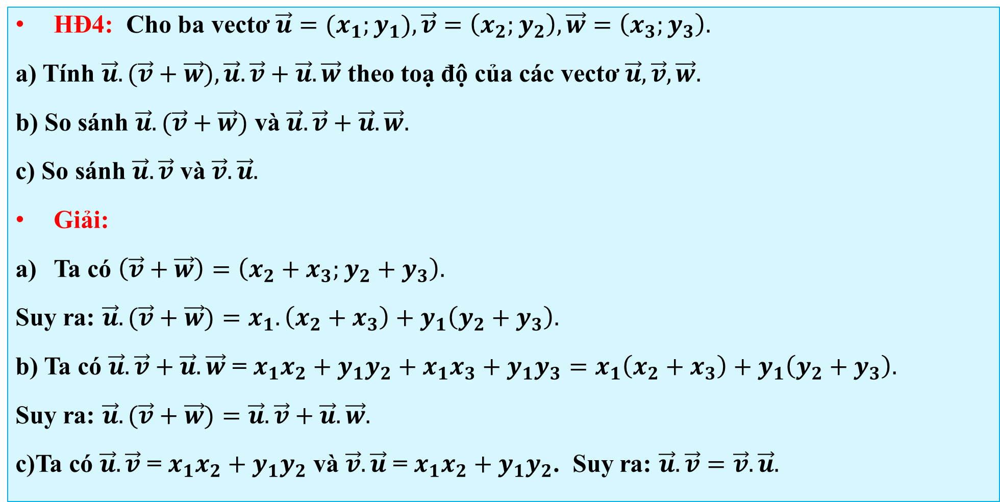 • HĐ4: Cho ba vectơ $\vec{u} = (x_1; y_1), \vec{v} = (x_2; y_2), \vec{w} = (x_3; y_3)$.
a) Tính $\vec{u}.(\vec{v} + \vec{w}), \vec{u}.\vec{v} + \vec{u}.\vec{w}$ theo toạ độ của các vectơ $\vec{u}, \vec{v}, \vec{w}$.
b) So sánh $\vec{u}.(\vec{v} + \vec{w})$ và $\vec{u}.\vec{v} + \vec{u}.\vec{w}$.
c) So sánh $\vec{u}.\vec{v}$ và $\vec{v}.\vec{u}$.
• Giải:
a) Ta có $(\vec{v} + \vec{w}) = (x_2 + x_3; y_2 + y_3)$.
Suy ra: $\vec{u}.(\vec{v} + \vec{w}) = x_1.(x_2 + x_3) + y_1(y_2 + y_3)$.
b) Ta có $\vec{u}.\vec{v} + \vec{u}.\vec{w} = x_1x_2 + y_1y_2 + x_1x_3 + y_1y_3 = x_1(x_2 + x_3) + y_1(y_2 + y_3)$.
Suy ra: $\vec{u}.(\vec{v} + \vec{w}) = \vec{u}.\vec{v} + \vec{u}.\vec{w}$.
c)Ta có $\vec{u}.\vec{v} = x_1x_2 + y_1y_2$ và $\vec{v}.\vec{u} = x_1x_2 + y_1y_2$. Suy ra: $\vec{u}.\vec{v} = \vec{v}.\vec{u}$.